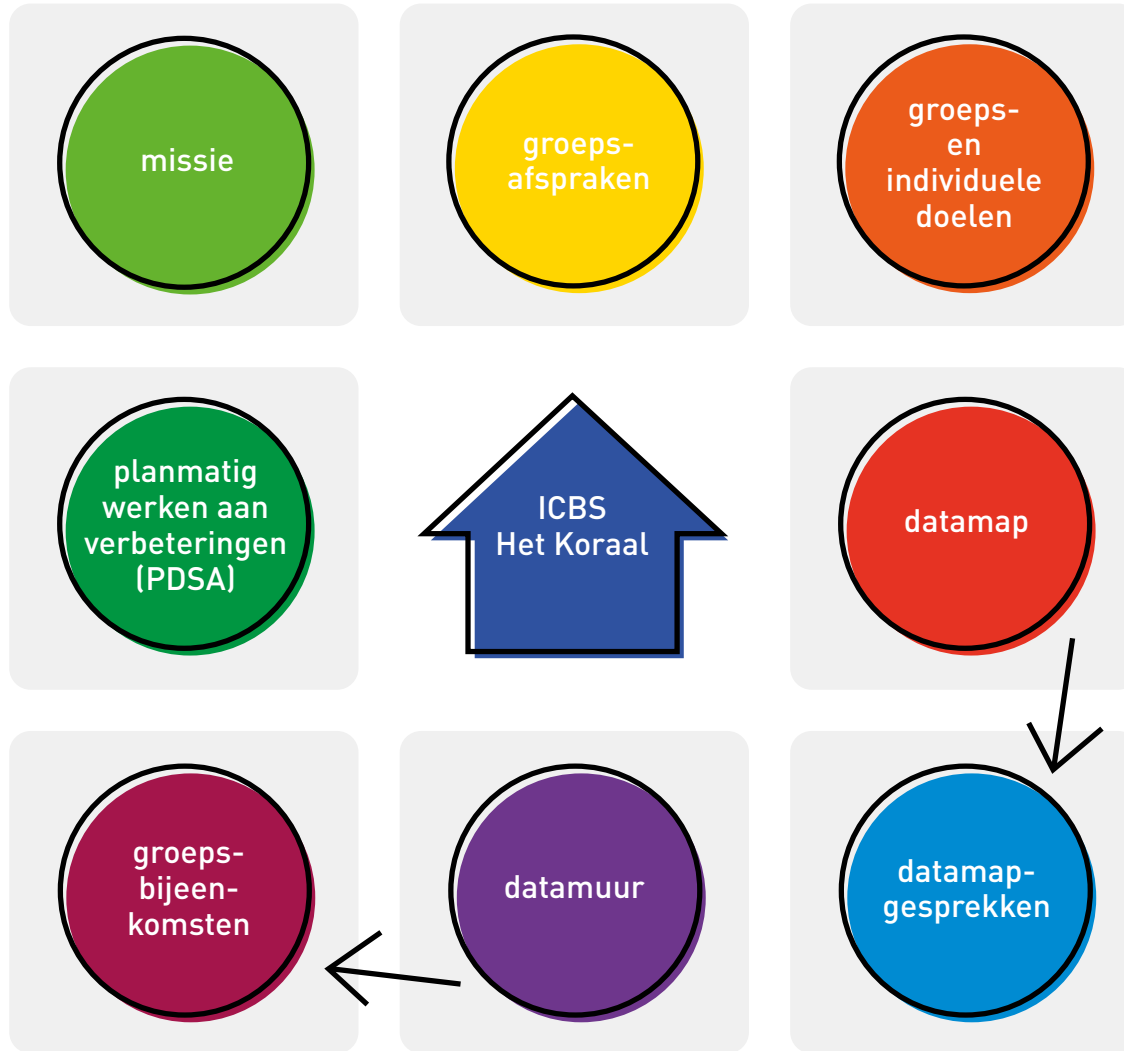 missie
groeps-
afspraken
groeps-
en
individuele
doelen
planmatig
werken aan
verbeteringen
(PDSA)
ICBS
Het Koraal
datamap
groeps-
bijeen-
komsten
datamuur
datamap-
gesprekken